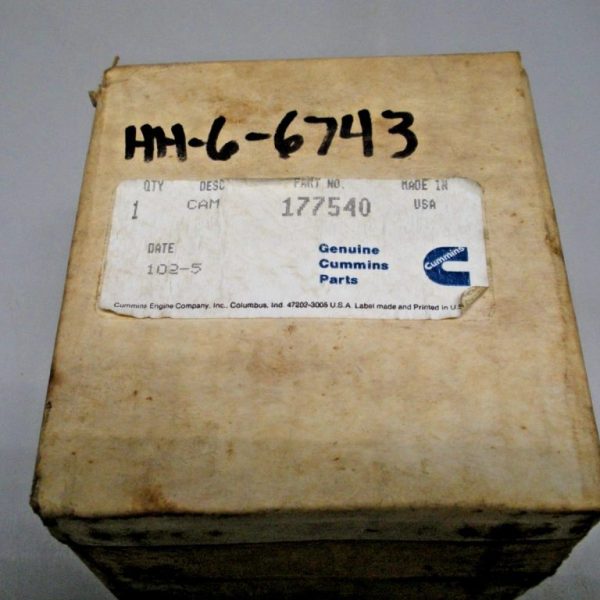 HH-6-6743
QTY DESC PART NO. MADE IN
1 CAM 177540 USA
DATE
102-5
Genuine
Cummins
Parts
Cummins
Cummins Engine Company, Inc., Columbus, Ind. 47202-3005 U.S.A. Label made and Printed in U.S